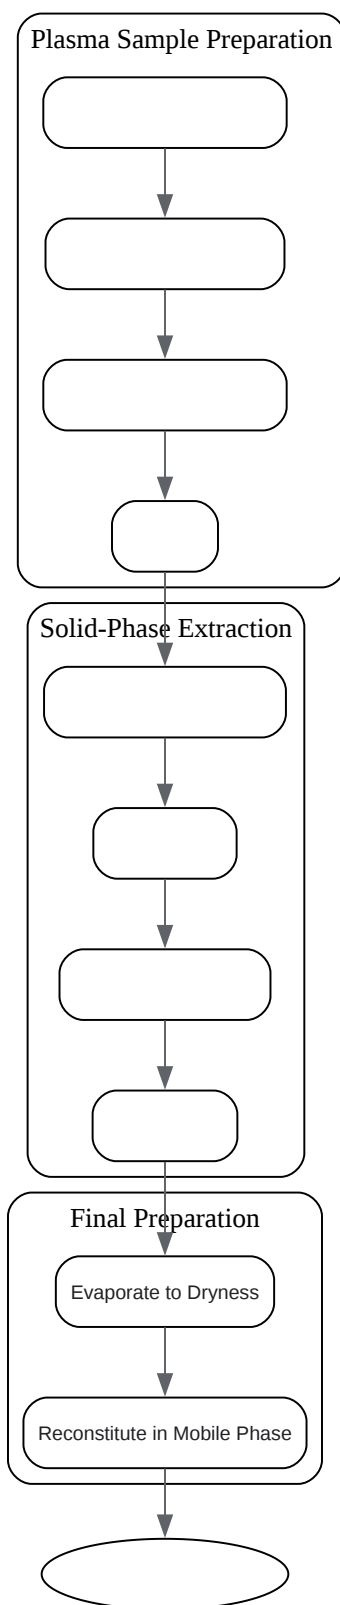 Plasma Sample Preparation
Solid-Phase Extraction
Final Preparation
Evaporate to Dryness
Reconstitute in Mobile Phase